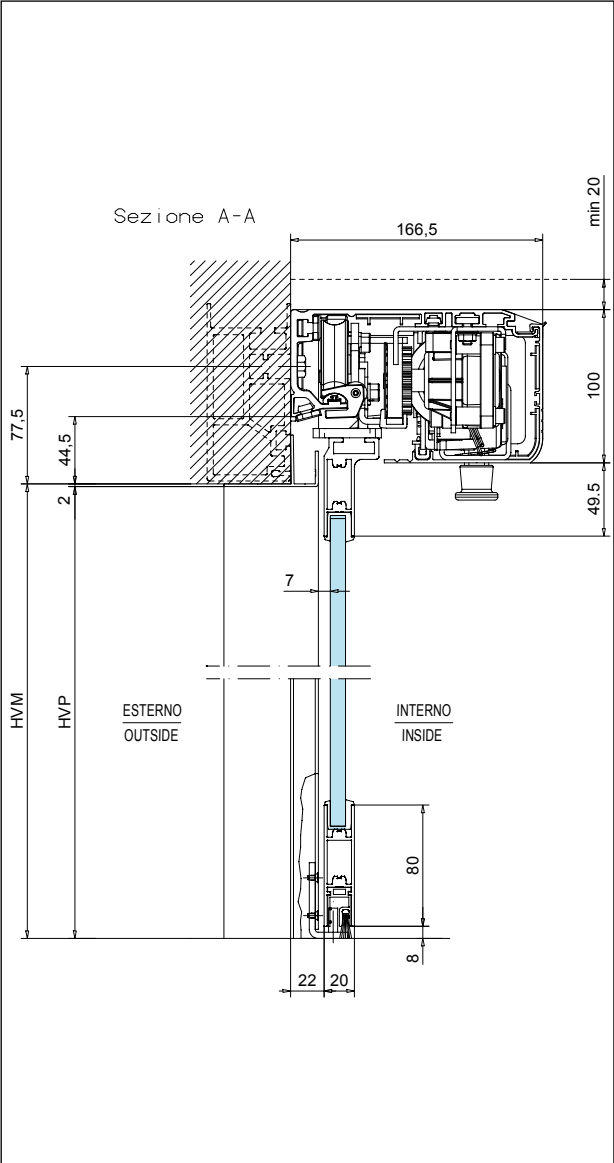 min 20
Sezione A-A
166,5
77,5
44,5
100
2
49.5
7
HVM
HVP
ESTERNO
OUTSIDE
INTERNO
INSIDE
80
8
22
20